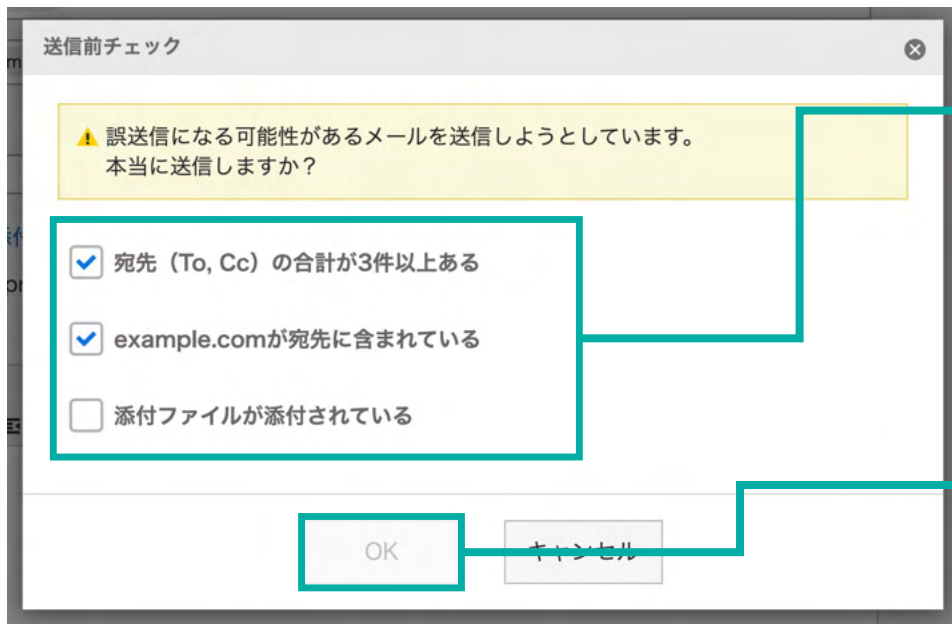 送信前チェック
誤送信になる可能性があるメールを送信しようとしています。
本当に送信しますか？
宛先（To, Cc）の合計が3件以上ある
example.comが宛先に含まれている
添付ファイルが添付されている
OK
キャンセル